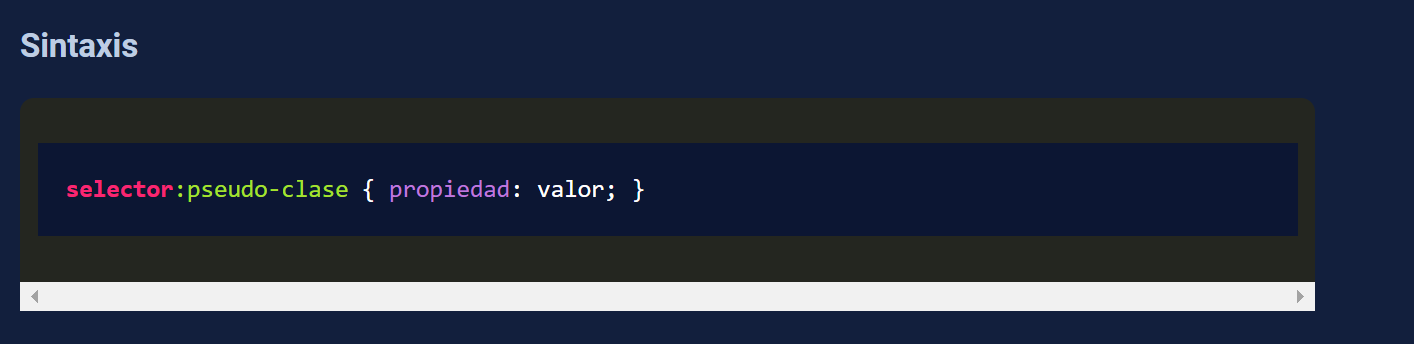 Sintaxis
selector:pseudo-clase { propiedad: valor; }